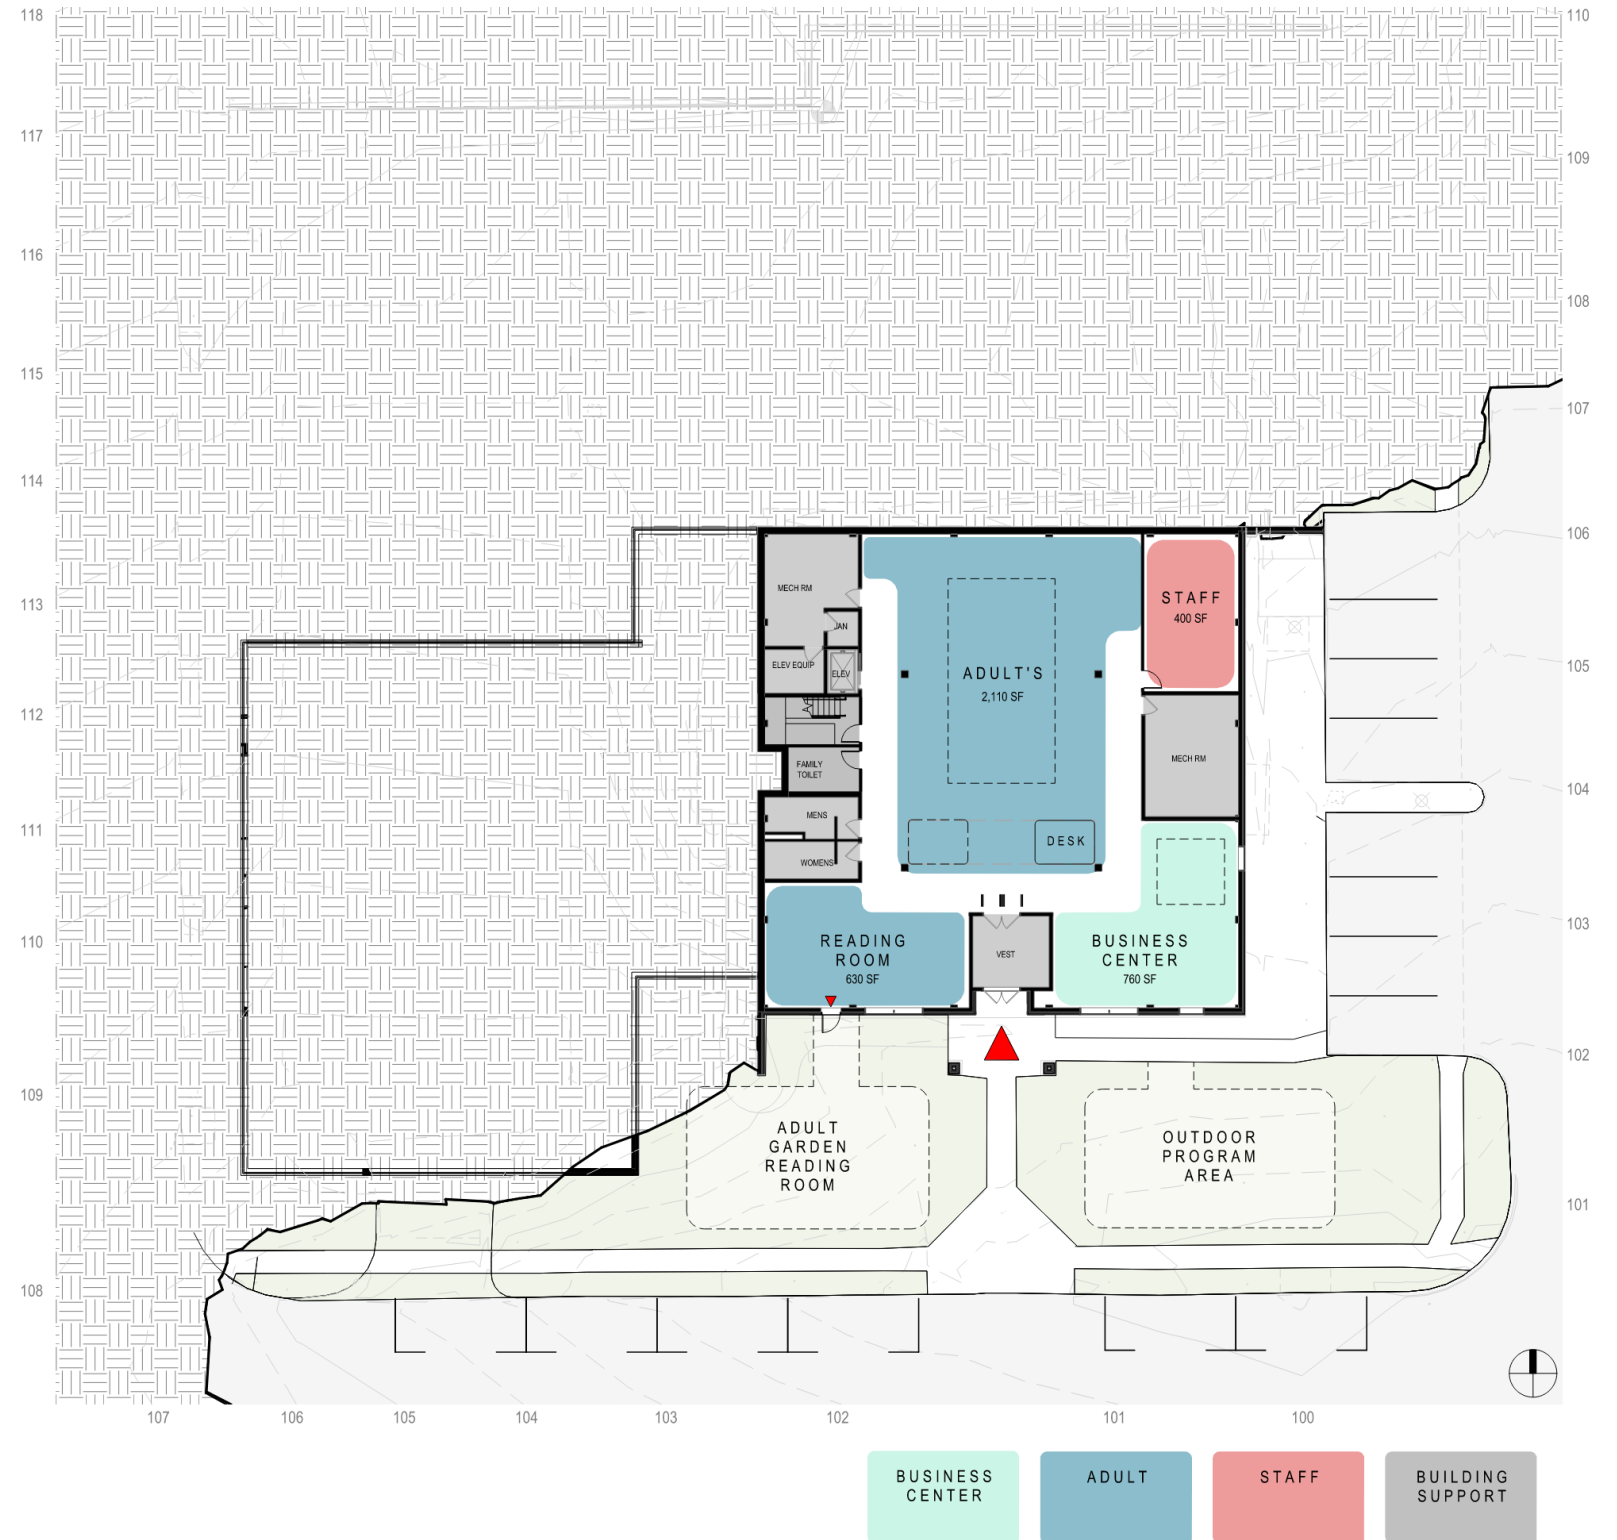 118
110
117
109
116
108
115
107
114
106
113
105
112
104
111
103
110
102
109
101
108
MECH RM
JAN
ELEV EQUIP
ELEV
FAMILY
TOILET
MENS
WOMENS
ADULT'S
2,110 SF
DESK
STAFF
400 SF
MECH RM
READING
ROOM
630 SF
VEST
BUSINESS
CENTER
760 SF
ADULT
GARDEN
READING
ROOM
OUTDOOR
PROGRAM
AREA
107
106
105
104
103
102
101
100
BUSINESS
CENTER
ADULT
STAFF
BUILDING
SUPPORT